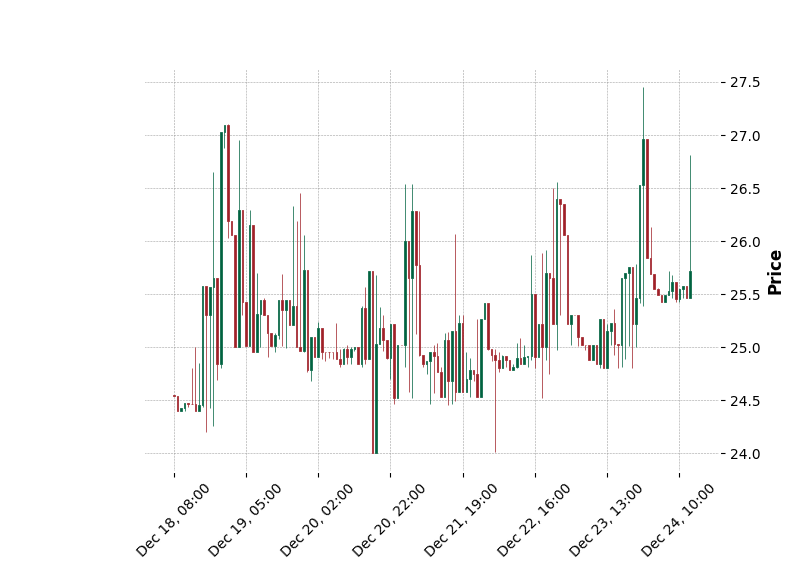 27.5
27.0
26.5
26.0
25.5
25.0
24.5
24.0
Price
Dec 18, 08:00
Dec 19, 05:00
Dec 20, 02:00
Dec 20, 22:00
Dec 21, 19:00
Dec 22, 16:00
Dec 23, 13:00
Dec 24, 10:00